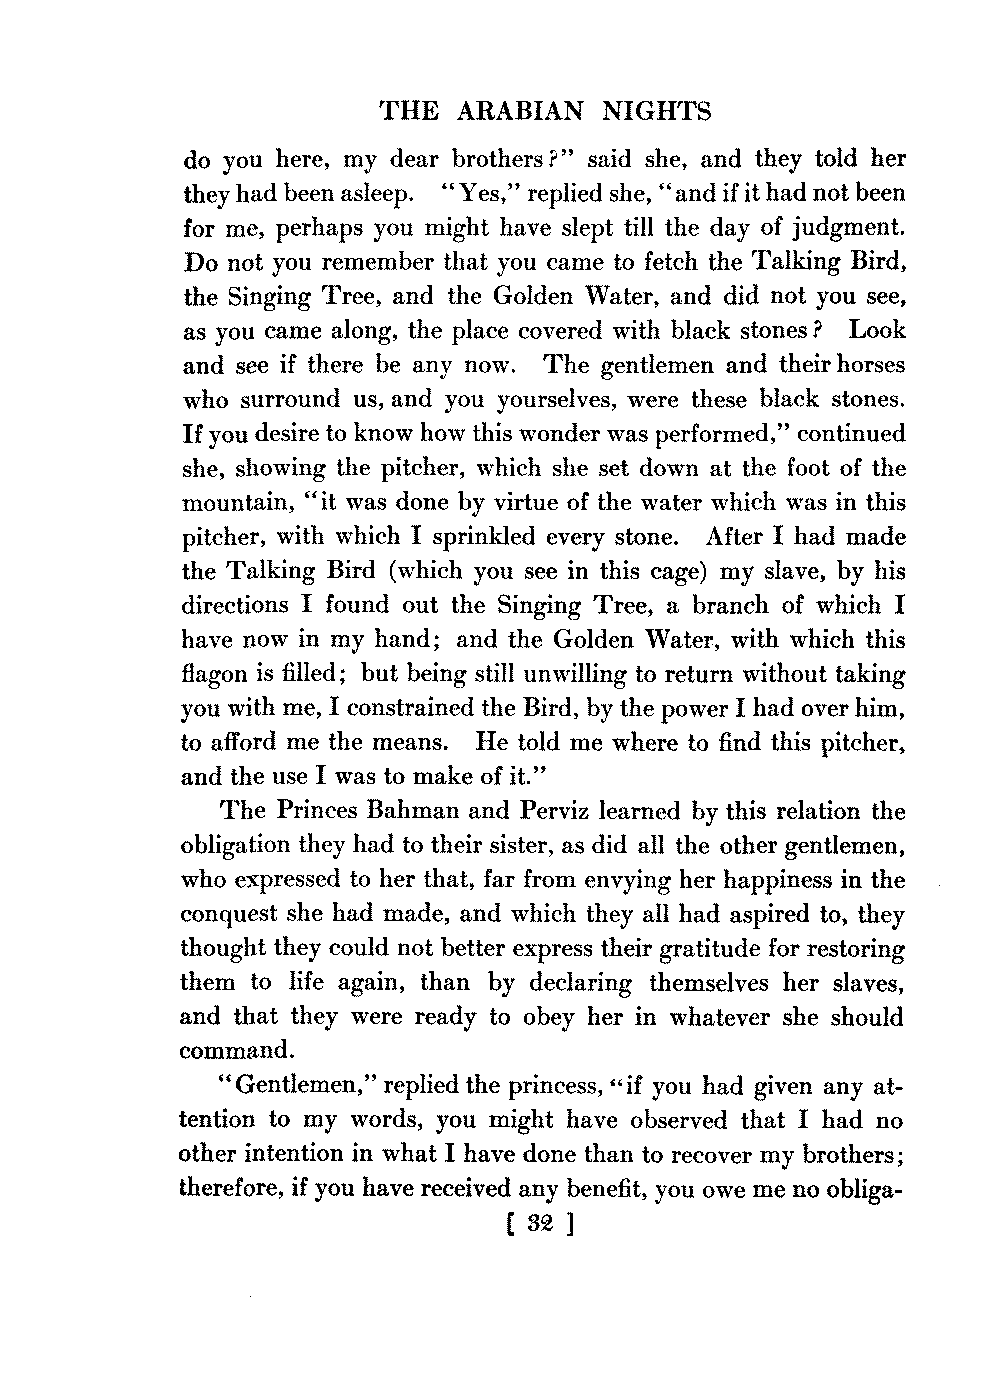 THE ARABIAN NIGHTS
do you here, my dear brothers?” said she, and they told her
they had been asleep. “Yes,” replied she, “and if it had not been
for me, perhaps you might have slept till the day of judgment.
Do not you remember that you came to fetch the Talking Bird,
the Singing Tree, and the Golden Water, and did not you see,
as you came along, the place covered with black stones? Look
and see if there be any now. The gentlemen and their horses
who surround us, and you yourselves, were these black stones.
If you desire to know how this wonder was performed,” continued
she, showing the pitcher, which she set down at the foot of the
mountain, “it was done by virtue of the water which was in this
pitcher, with which I sprinkled every stone. After I had made
the Talking Bird (which you see in this cage) my slave, by his
directions I found out the Singing Tree, a branch of which I
have now in my hand; and the Golden Water, with which this
flagon is filled; but being still unwilling to return without taking
you with me, I constrained the Bird, by the power I had over him,
to afford me the means. He told me where to find this pitcher,
and the use I was to make of it.”
The Princes Bahman and Perviz learned by this relation the
obligation they had to their sister, as did all the other gentlemen,
who expressed to her that, far from envying her happiness in the
conquest she had made, and which they all had aspired to, they
thought they could not better express their gratitude for restoring
them to life again, than by declaring themselves her slaves,
and that they were ready to obey her in whatever she should
command.
“Gentlemen,” replied the princess, “if you had given any at-
tention to my words, you might have observed that I had no
other intention in what I have done than to recover my brothers;
therefore, if you have received any benefit, you owe me no obliga-
[ 32 ]